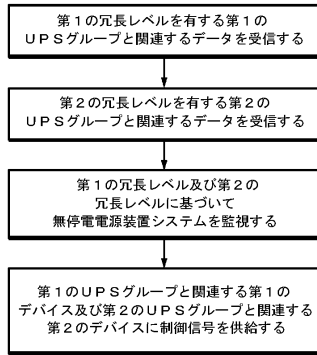 第１の冗長レベルを有する第１の
ＵＰＳグループと関連するデータを受信する
第２の冗長レベルを有する第２の
ＵＰＳグループと関連するデータを受信する
第１の冗長レベル及び第２の
冗長レベルに基づいて
無停電電源装置システムを監視する
第１のＵＰＳグループと関連する第１の
デバイス及び第２のＵＰＳグループと関連する
第２のデバイスに制御信号を供給する